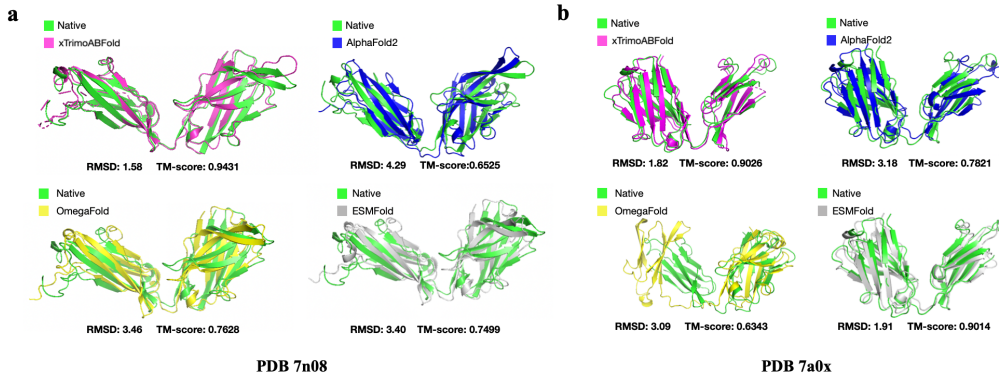 a
Native
xTrimoABFold
RMSD: 1.58 TM-score: 0.9431
Native
AlphaFold2
RMSD: 4.29 TM-score:0.6525
Native
OmegaFold
RMSD: 3.46 TM-score: 0.7628
Native
ESMFold
RMSD: 3.40 TM-score: 0.7499
PDB 7n08
b
Native
xTrimoABFold
RMSD: 1.82 TM-score: 0.9026
Native
AlphaFold2
RMSD: 3.18 TM-score: 0.7821
Native
OmegaFold
RMSD: 3.09 TM-score: 0.6343
Native
ESMFold
RMSD: 1.91 TM-score: 0.9014
PDB 7a0x